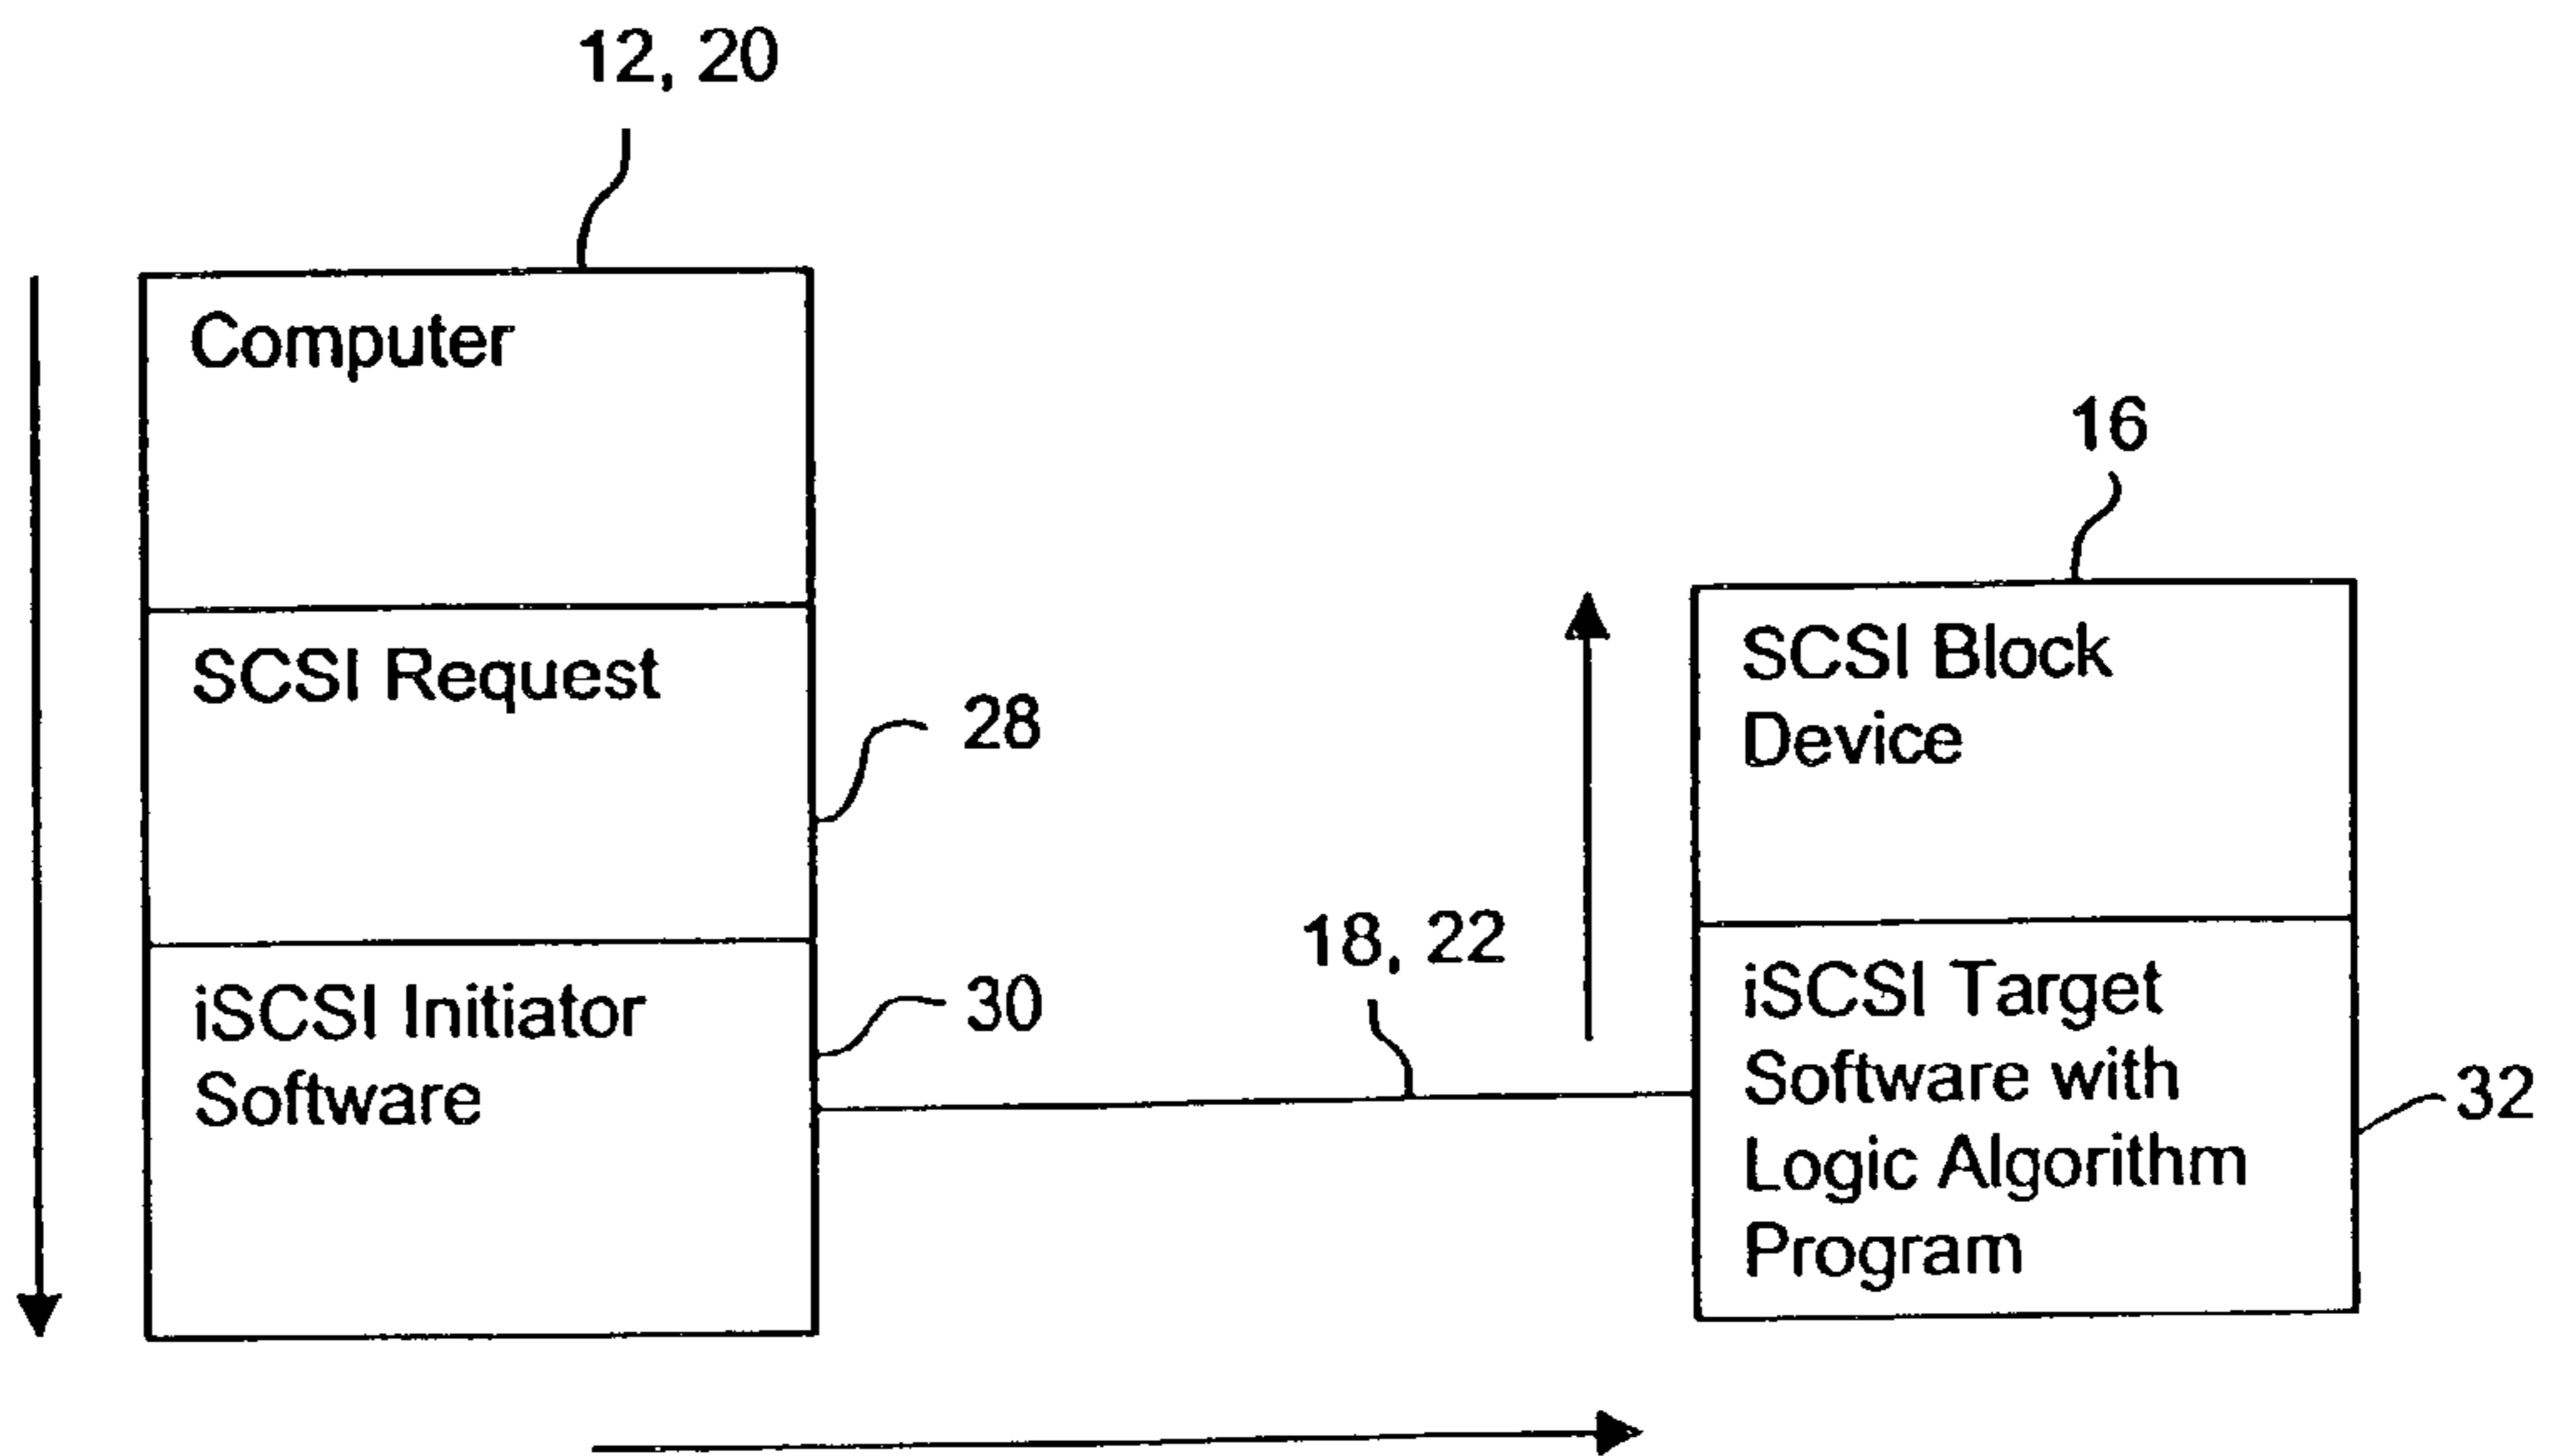 12, 20
Computer
SCSI Request
28
iSCSI Initiator
Software
30
18, 22
16
SCSI Block
Device
iSCSI Target
Software with
Logic Algorithm
Program
32